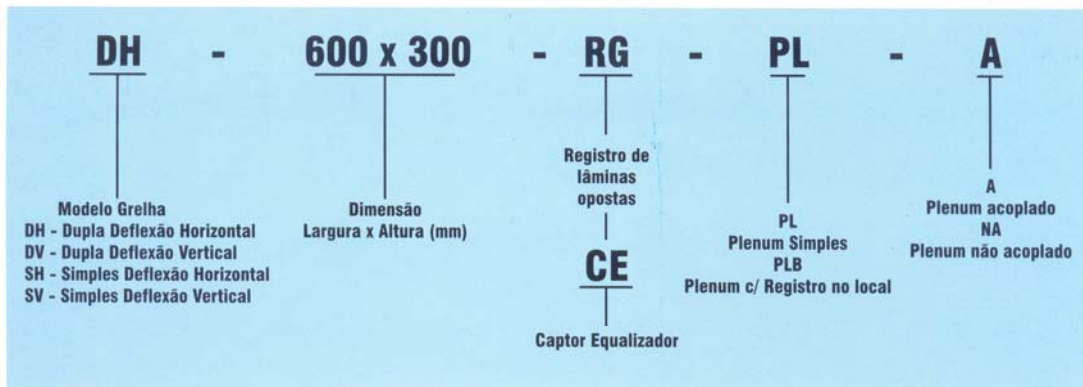 DH - 600 x 300 - RG - PL - A
Modelo Grelha
DH - Dupla Deflexão Horizontal
DV - Dupla Deflexão Vertical
SH - Simples Deflexão Horizontal
SV - Simples Deflexão Vertical
Dimensão
Largura x Altura (mm)
Registro de
lâminas
opostas
CE
Captor Equalizador
PL
Plenum Simples
PLB
Plenum c/ Registro no local
A
Plenum acoplado
NA
Plenum não acoplado